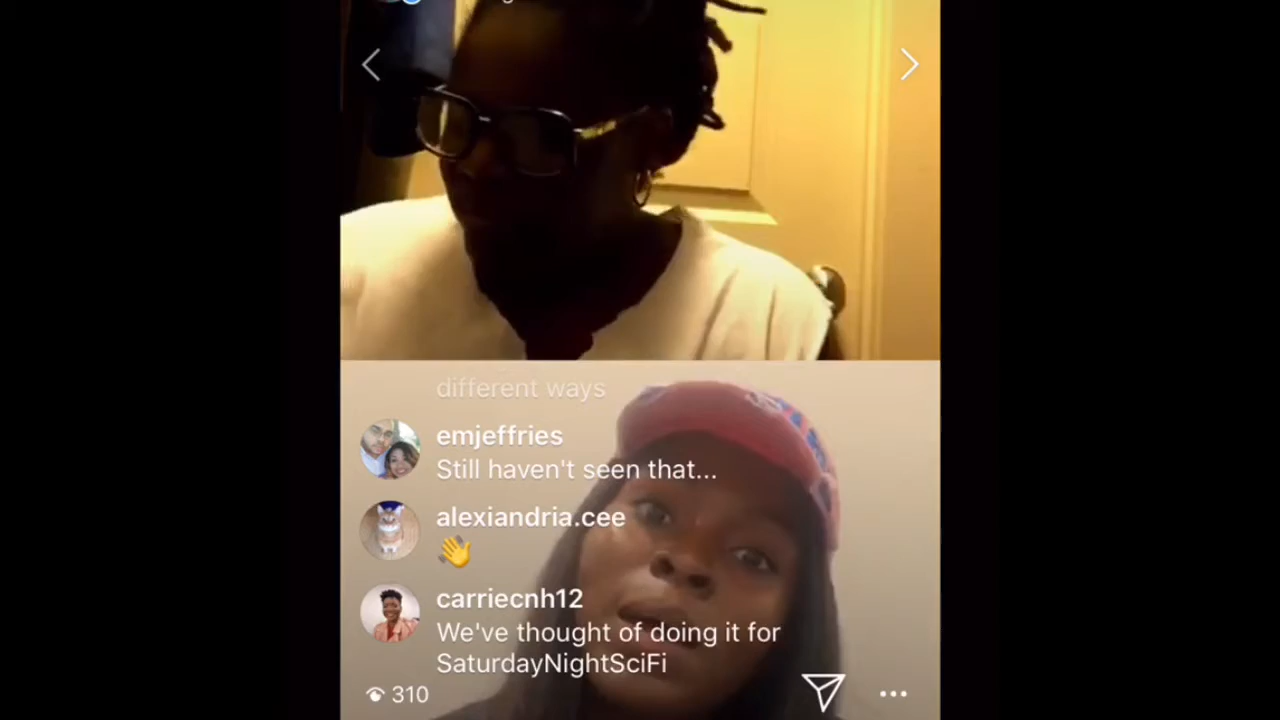 different ways
emjeffries
Still haven't seen that...
alexiandria.cee
👋
carriecnh12
We've thought of doing it for
SaturdayNightSciFi
310